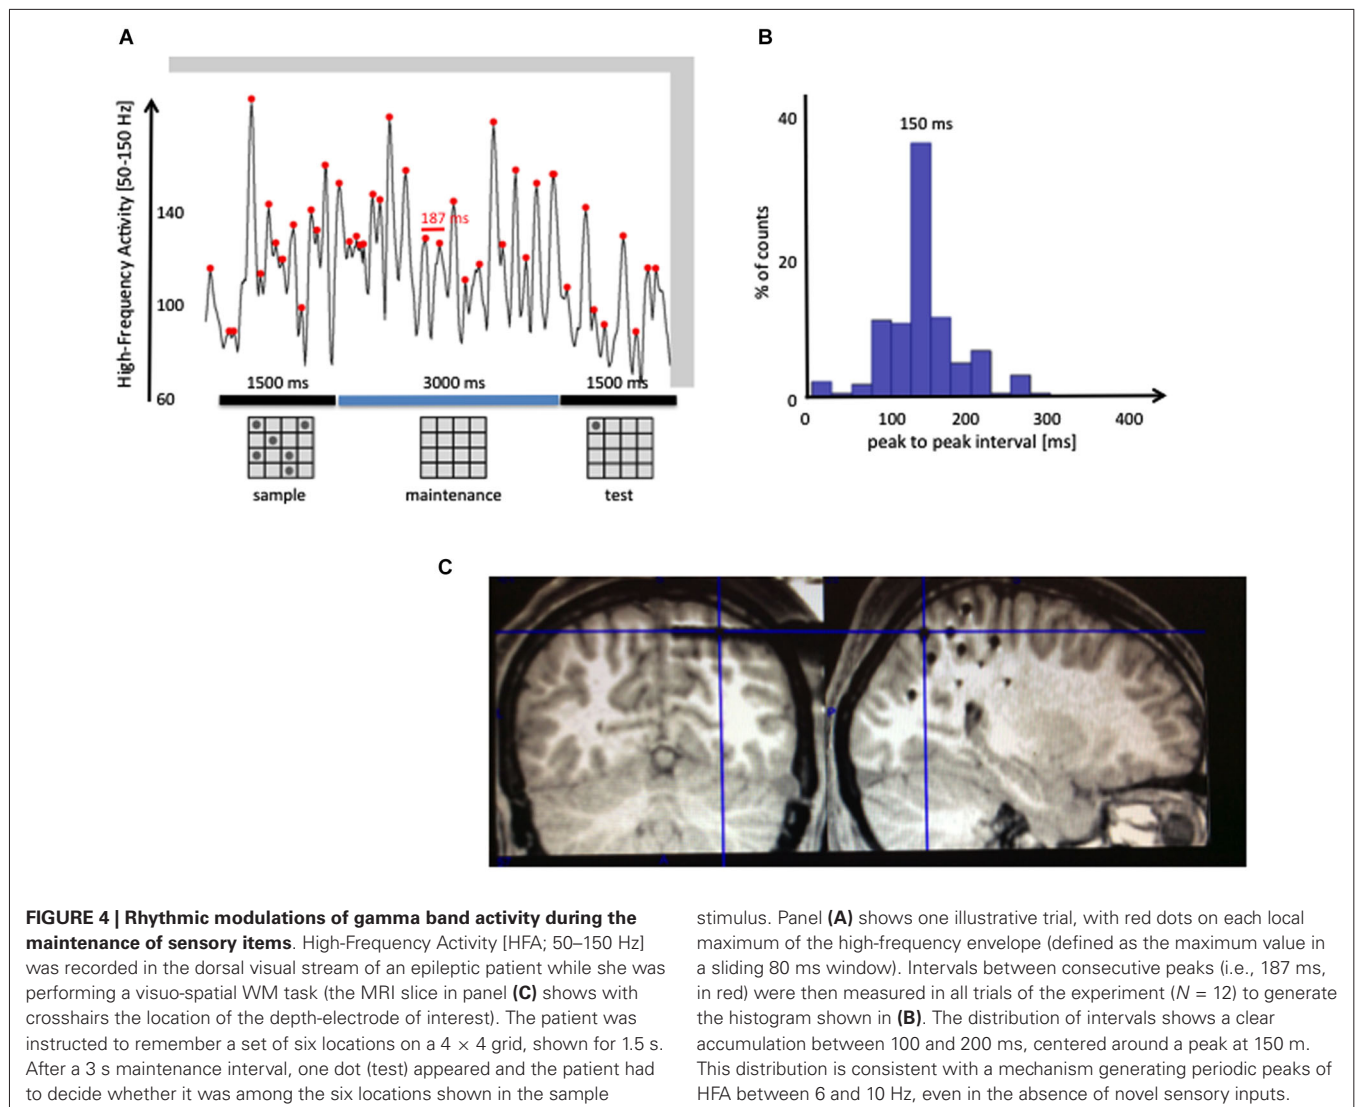 A
High-Frequency Activity [50-150 Hz]
140
100
60
187 ms
1500 ms
3000 ms
1500 ms
sample
maintenance
test
B
% of counts
40
20
0
150 ms
0
100
200
300
400
peak to peak interval [ms]
C
P
A
FIGURE 4 | Rhythmic modulations of gamma band activity during the
maintenance of sensory items. High-Frequency Activity [HFA; 50–150 Hz]
was recorded in the dorsal visual stream of an epileptic patient while she was
performing a visuo-spatial WM task (the MRI slice in panel (C) shows with
crosshairs the location of the depth-electrode of interest). The patient was
instructed to remember a set of six locations on a 4 × 4 grid, shown for 1.5 s.
After a 3 s maintenance interval, one dot (test) appeared and the patient had
to decide whether it was among the six locations shown in the sample
stimulus. Panel (A) shows one illustrative trial, with red dots on each local
maximum of the high-frequency envelope (defined as the maximum value in
a sliding 80 ms window). Intervals between consecutive peaks (i.e., 187 ms,
in red) were then measured in all trials of the experiment (N = 12) to generate
the histogram shown in (B). The distribution of intervals shows a clear
accumulation between 100 and 200 ms, centered around a peak at 150 m.
This distribution is consistent with a mechanism generating periodic peaks of
HFA between 6 and 10 Hz, even in the absence of novel sensory inputs.